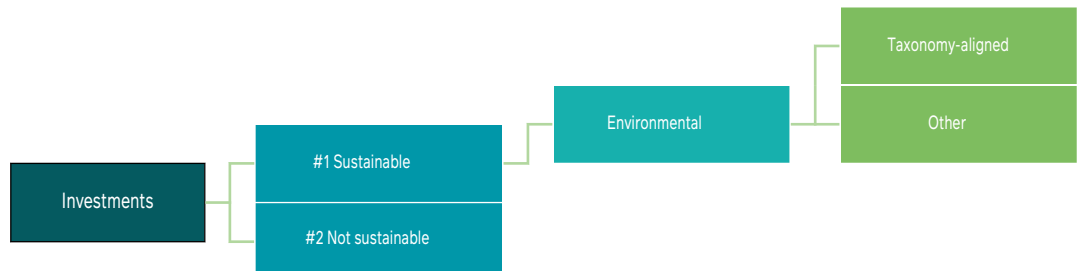 Investments
#1 Sustainable
#2 Not sustainable
Environmental
Taxonomy-aligned
Other